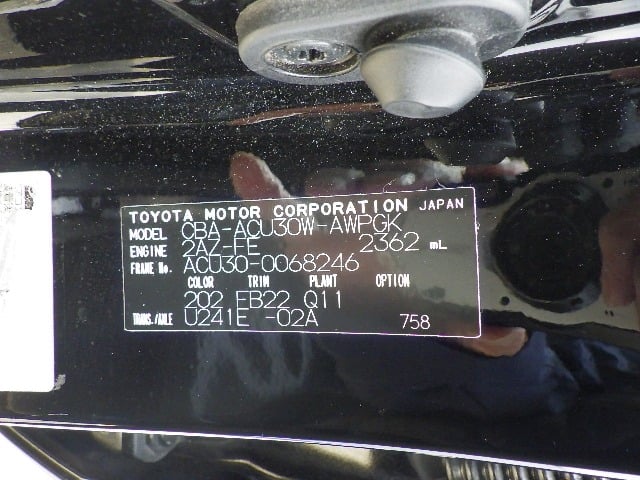 TOYOTA MOTOR CORPORATION JAPAN
MODEL CBA-ACU30W-AWPGK
ENGINE 2AZ-FE 2362 mL
FRAME No. ACU30-0068246
COLOR TRIM PLANT OPTION
202 FB22 Q11
TRANS./AXLE U241E -02A 758